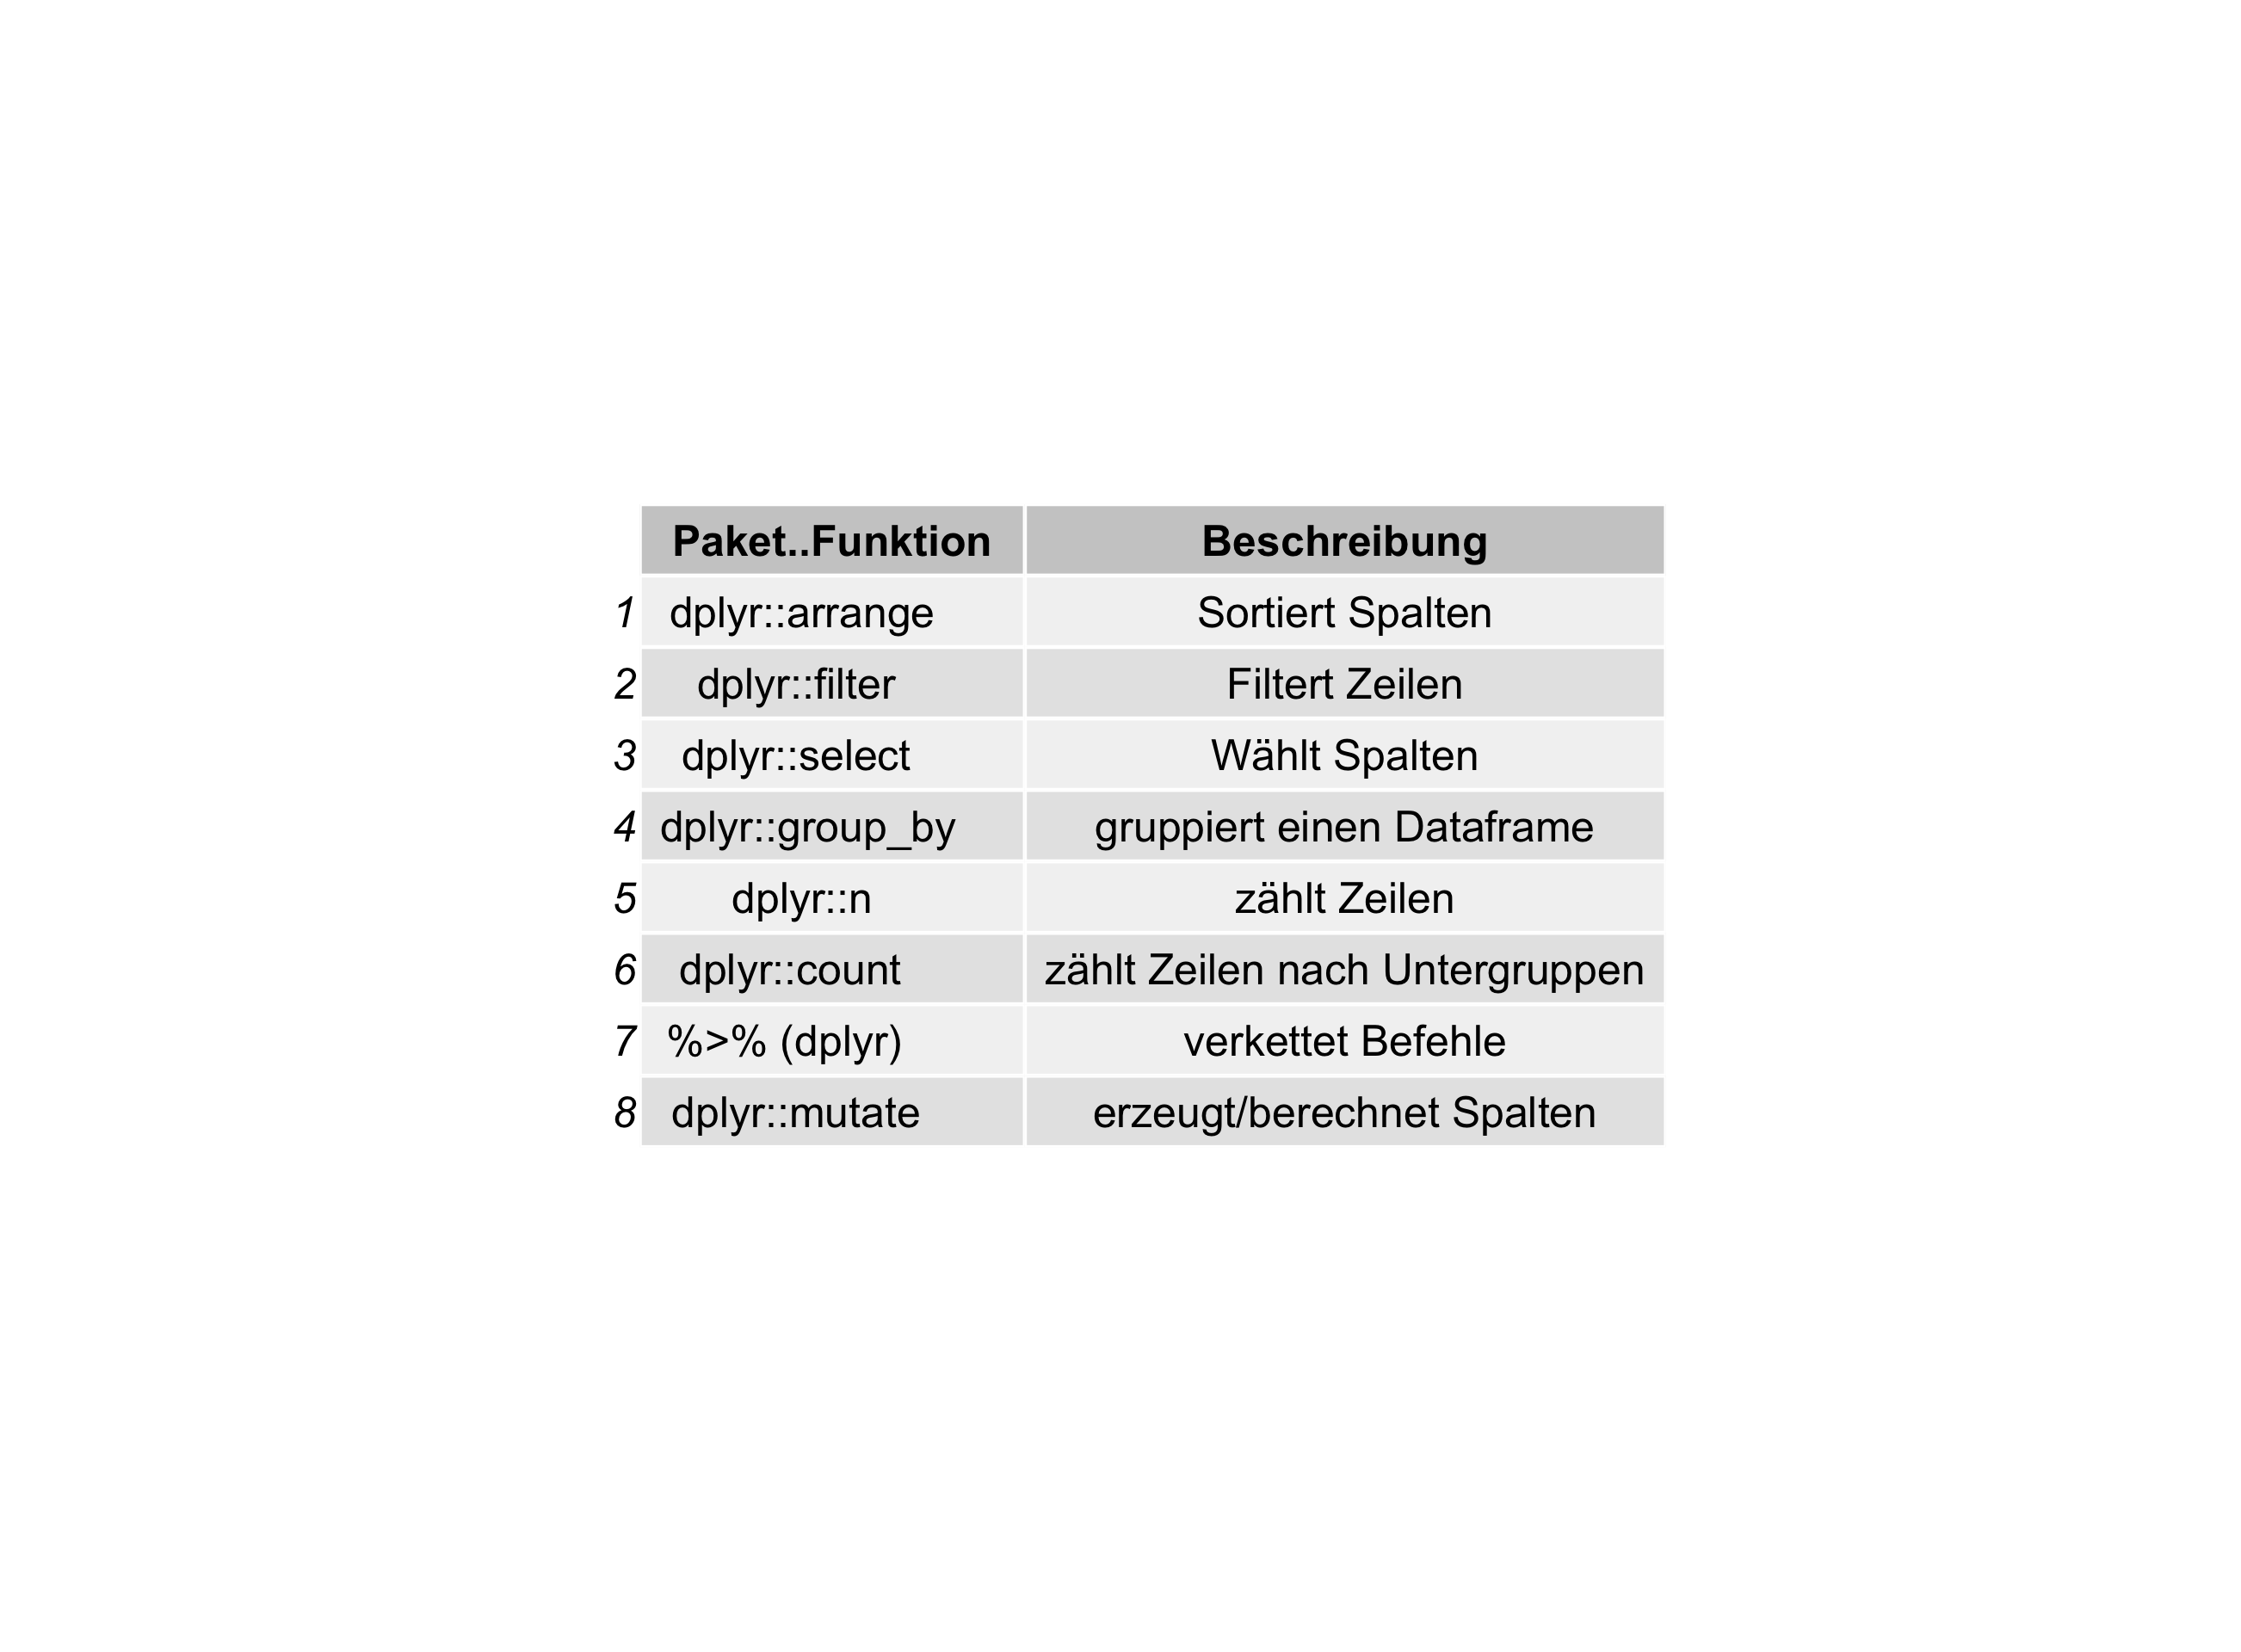 Paket..Funktion Beschreibung
1 dplyr::arrange Sortiert Spalten
2 dplyr::filter Filtert Zeilen
3 dplyr::select Wählt Spalten
4 dplyr::group_by gruppiert einen Dataframe
5 dplyr::n zählt Zeilen
6 dplyr::count zählt Zeilen nach Untergruppen
7 %>% (dplyr) verkettet Befehle
8 dplyr::mutate erzeugt/berechnet Spalten